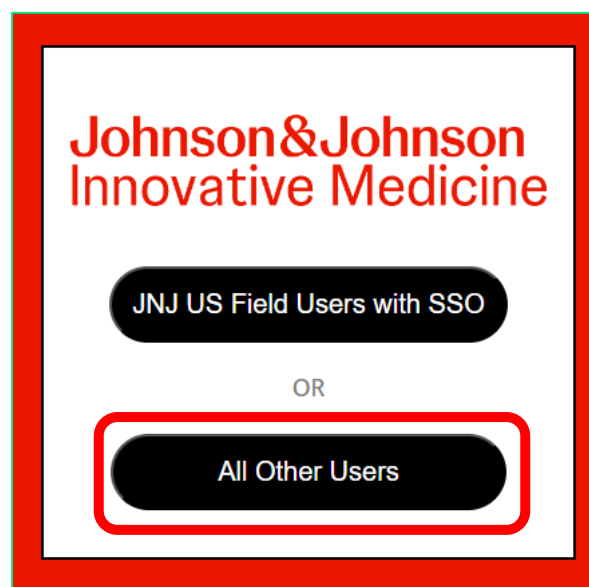 Johnson&Johnson
Innovative Medicine
JNJ US Field Users with SSO
OR
All Other Users